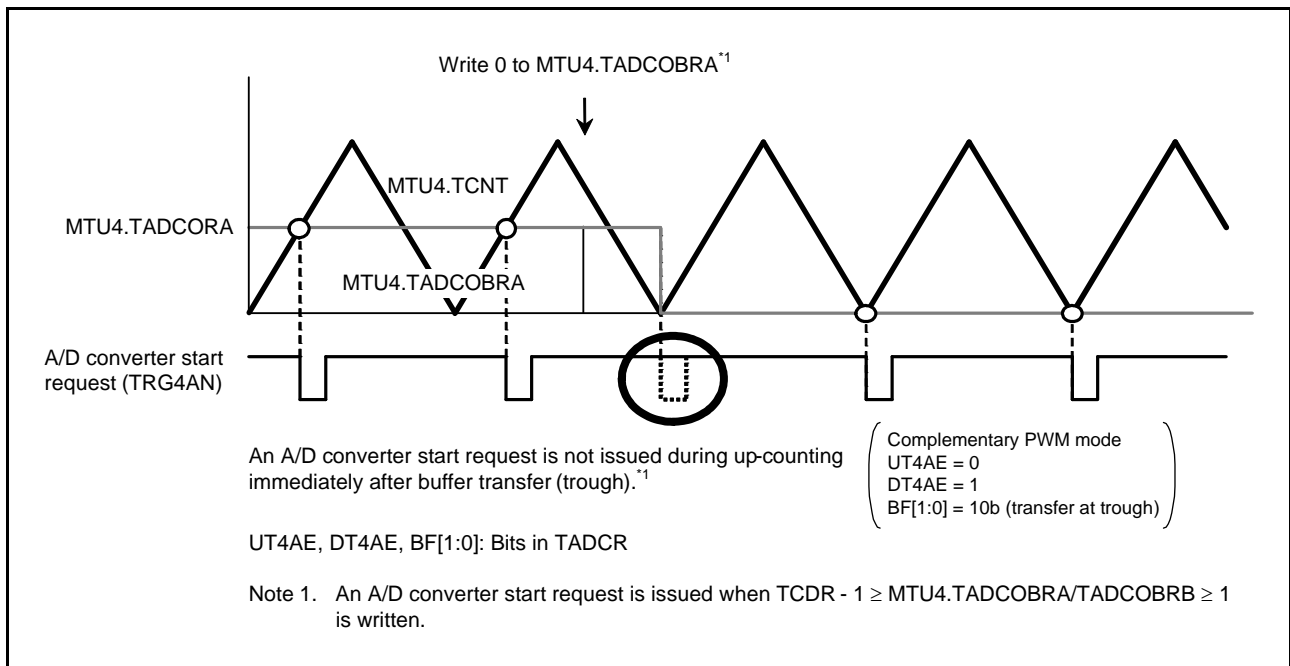 Write 0 to MTU4.TADCOBRA*1
MTU4.TCNT
MTU4.TADCORA
MTU4.TADCOBRA
A/D converter start
request (TRG4AN)
An A/D converter start request is not issued during up-counting
immediately after buffer transfer (trough).*1
Complementary PWM mode
UT4AE = 0
DT4AE = 1
BF[1:0] = 10b (transfer at trough)
UT4AE, DT4AE, BF[1:0]: Bits in TADCR
Note 1. An A/D converter start request is issued when TCDR - 1 ≥ MTU4.TADCOBRA/TADCOBRB ≥ 1
is written.